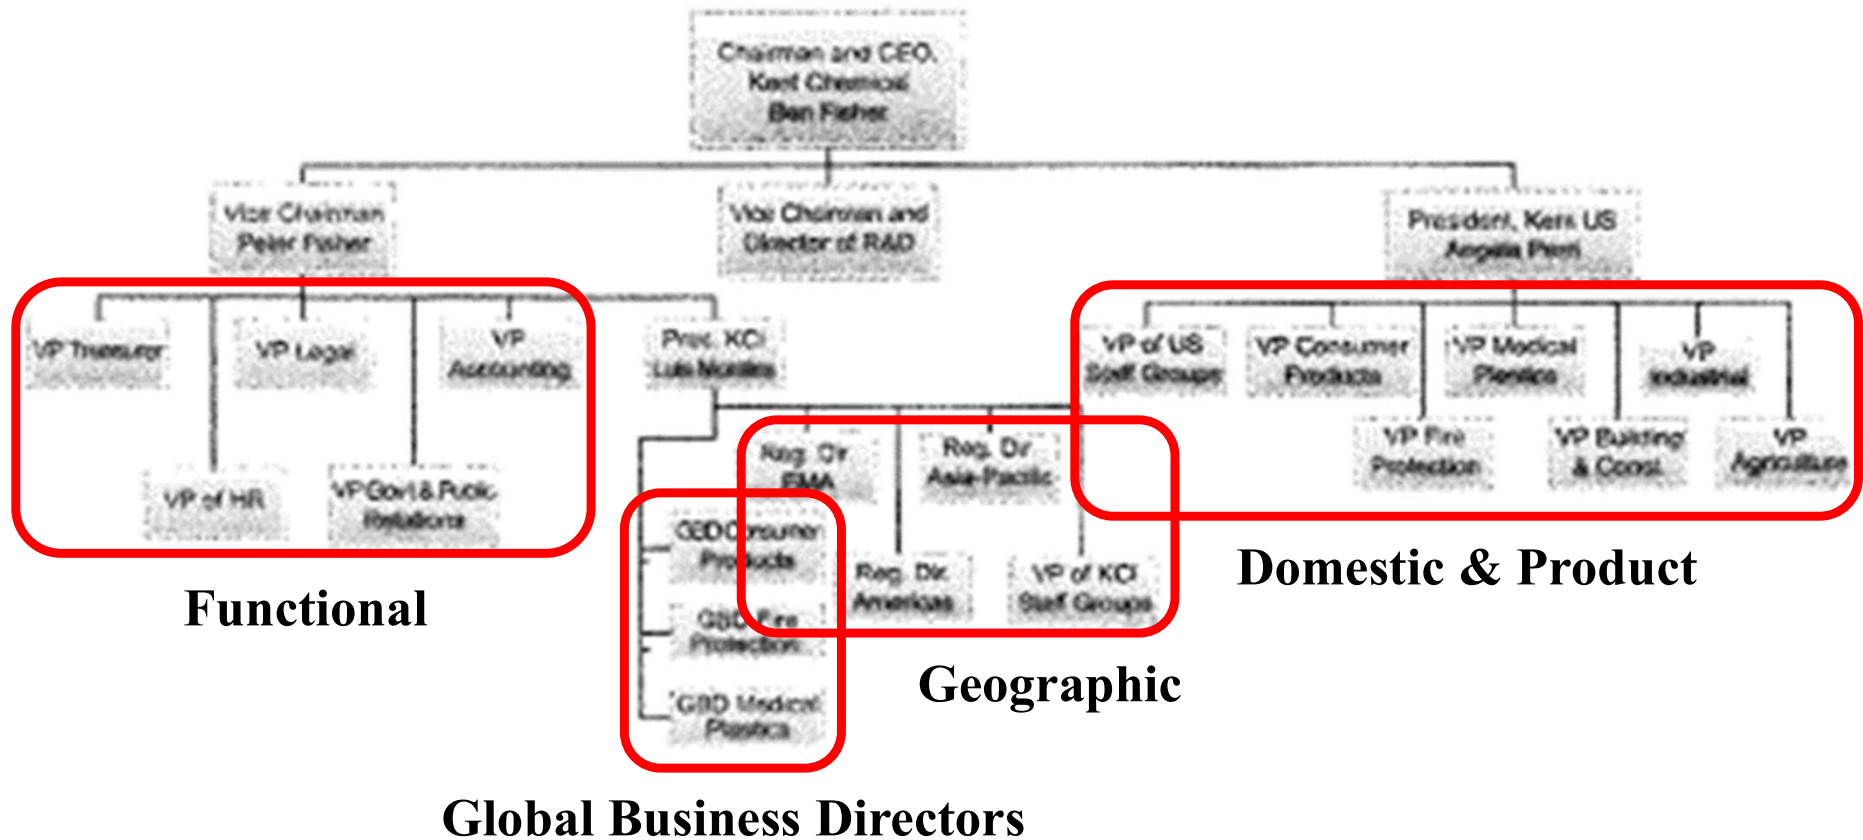 Chairman and CEO,
Kent Chemical
Ben Fisher
Vice Chairman
Peter Fisher
Vice Chairman and
Director of R&D
President, Kent US
Angela Perri
VP Treasurer
VP Legal
VP
Accounting
Pres. KCI
Luis Morales
VP of HR
VP Govt & Public
Relations
VP of US
Staff Groups
VP Consumer
Products
VP Medical
Plastics
VP
Industrial
VP Fire
Protection
VP Building
& Const.
VP
Agriculture
Reg. Dir
EMA
Reg. Dir
Asia-Pacific
Reg. Dir.
Americas
VP of KCI
Staff Groups
GBD Consumer
Products
GBD Fire
Protection
GBD Medical
Plastics
Functional
Domestic & Product
Geographic
Global Business Directors